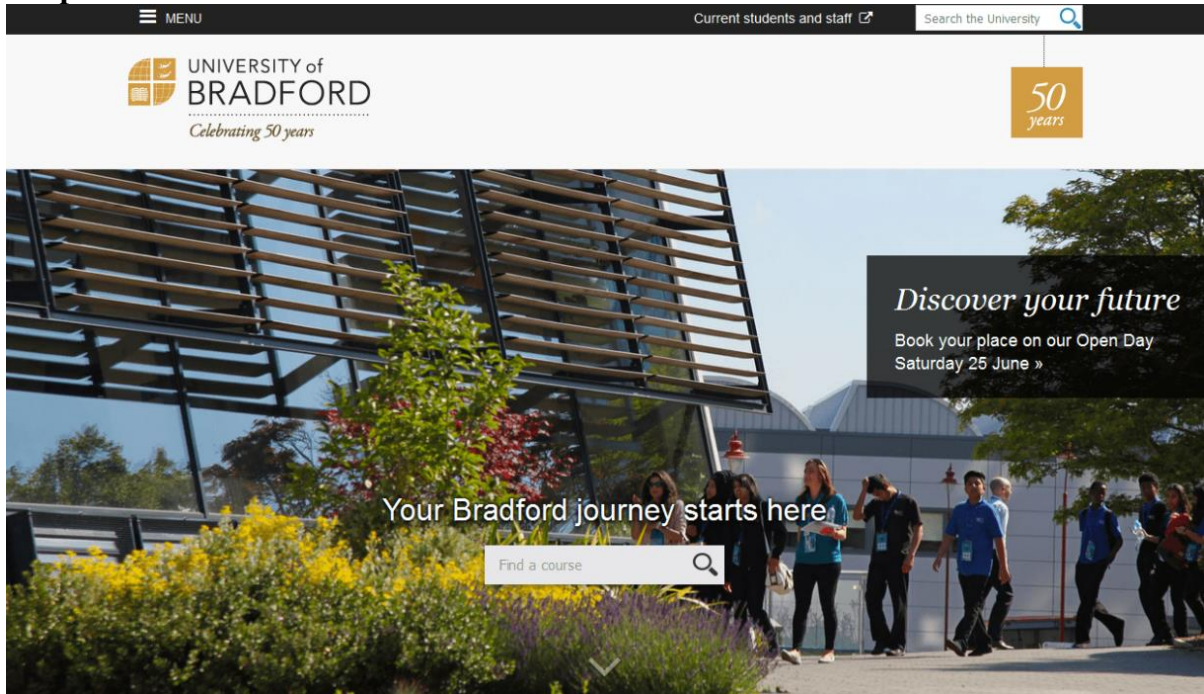 MENU
Current students and staff
Search the University
UNIVERSITY of
BRADFORD
Celebrating 50 years
50
years
Discover your future
Book your place on our Open Day
Saturday 25 June »
Your Bradford journey starts here
Find a course